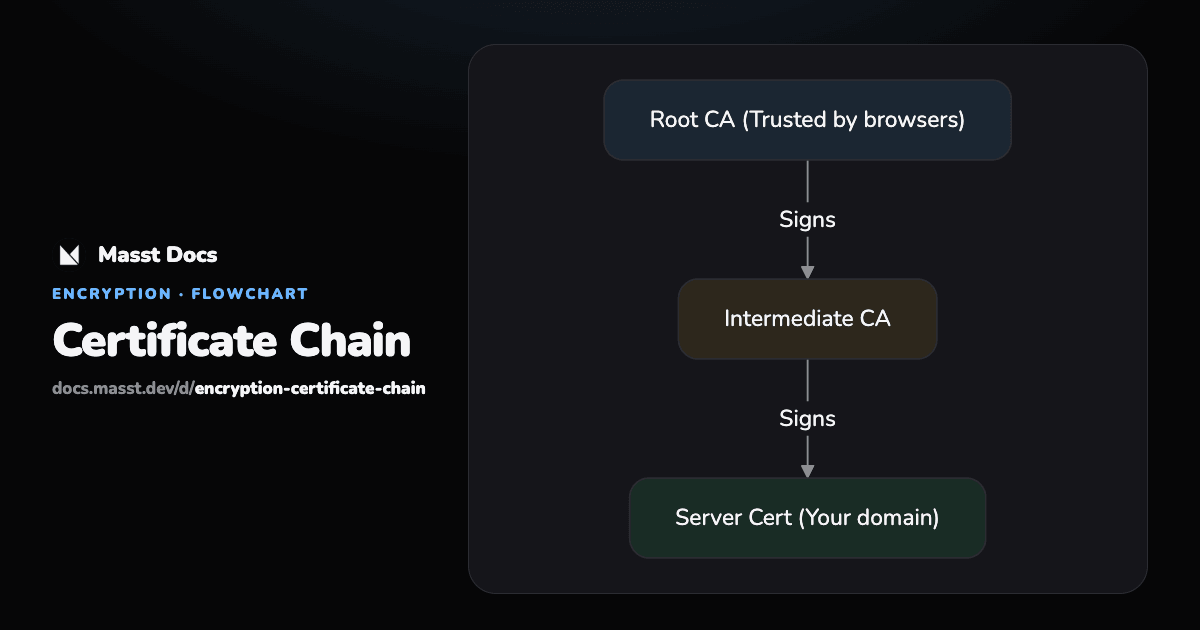 Masst Docs
ENCRYPTION · FLOWCHART
Certificate Chain
docs.masst.dev/d/encryption-certificate-chain
Root CA (Trusted by browsers)
Signs
Intermediate CA
Signs
Server Cert (Your domain)